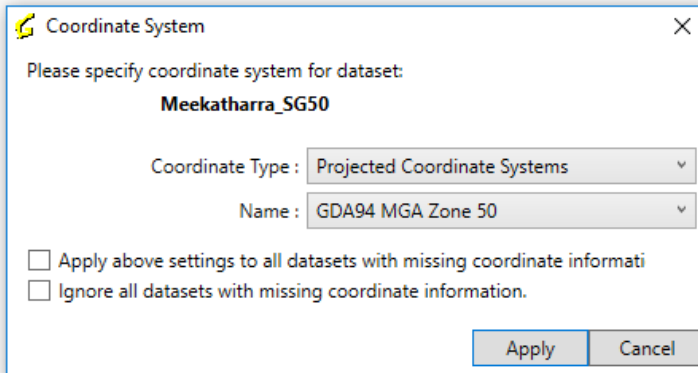 Coordinate System
Please specify coordinate system for dataset:
Meekatharra_SG50
Coordinate Type : Projected Coordinate Systems
Name : GDA94 MGA Zone 50
Apply above settings to all datasets with missing coordinate informati
Ignore all datasets with missing coordinate information.
Apply Cancel